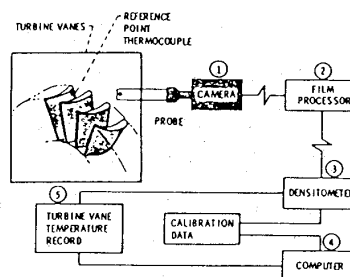 TURBINE VANES
REFERENCE
POINT
THERMOCOUPLE
1
CAMERA
PROBE
2
FILM
PROCESSOR
3
DENSITOMETER
CALIBRATION
DATA
4
COMPUTER
5
TURBINE VANE
TEMPERATURE
RECORD